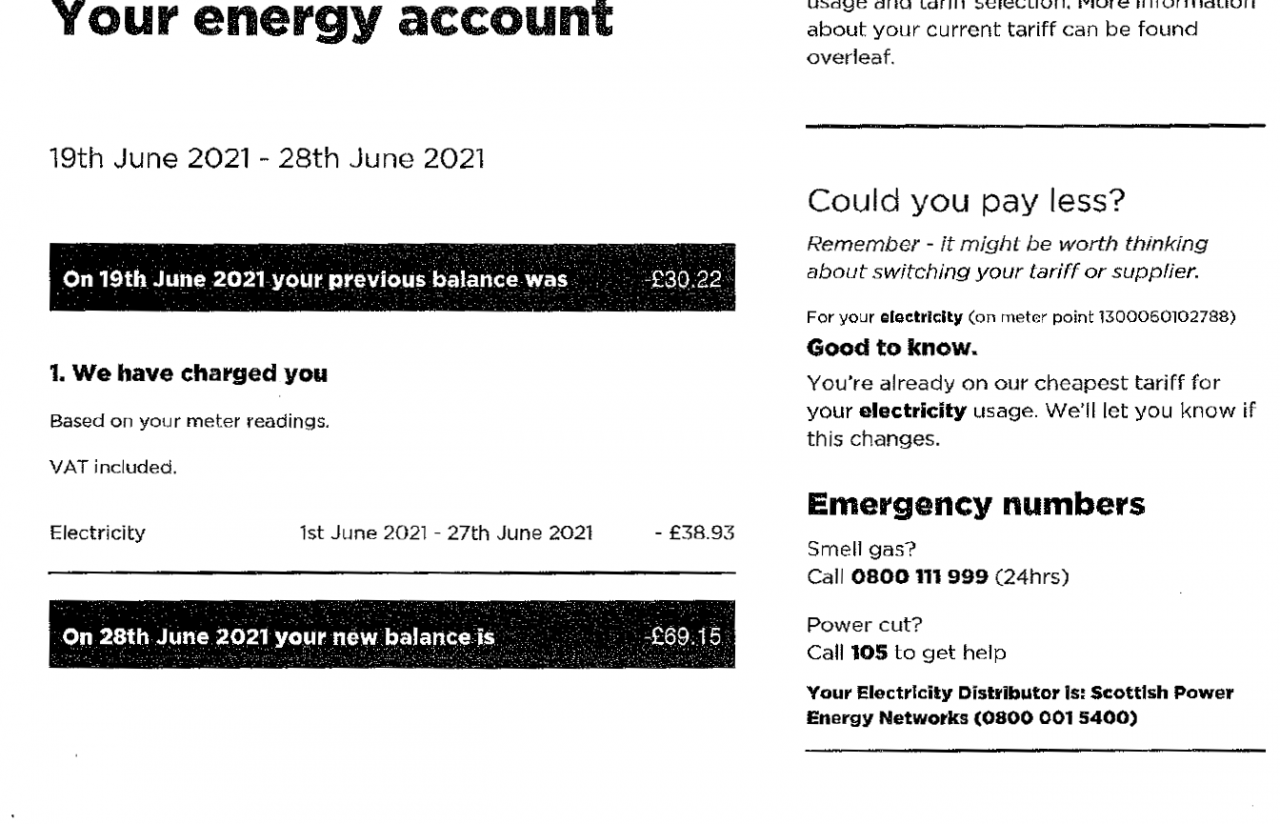 Your energy account
19th June 2021 - 28th June 2021
On 19th June 2021 your previous balance was -£30.22
1. We have charged you
Based on your meter readings.
VAT included.
Electricity 1st June 2021 - 27th June 2021 - £38.93
On 28th June 2021 your new balance is -£69.15
usage and tariff selection. More information
about your current tariff can be found
overleaf.
Could you pay less?
Remember - it might be worth thinking
about switching your tariff or supplier.
For your electricity (on meter point 1300060102788)
Good to know.
You're already on our cheapest tariff for
your electricity usage. We'll let you know if
this changes.
Emergency numbers
Smell gas?
Call 0800 111 999 (24hrs)
Power cut?
Call 105 to get help
Your Electricity Distributor is: Scottish Power
Energy Networks (0800 001 5400)